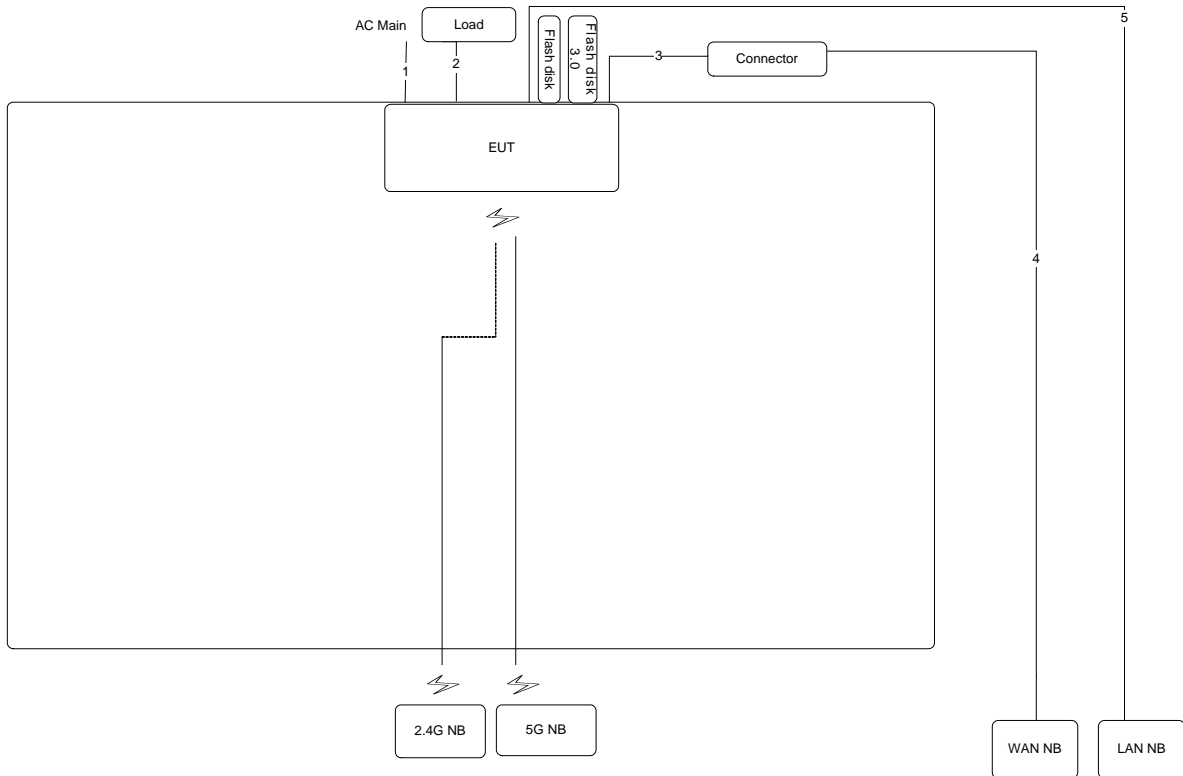 5
AC Main
Load
Flash disk
Flash disk
3.0
3
Connector
1
2
EUT
4
2.4G NB
5G NB
WAN NB
LAN NB